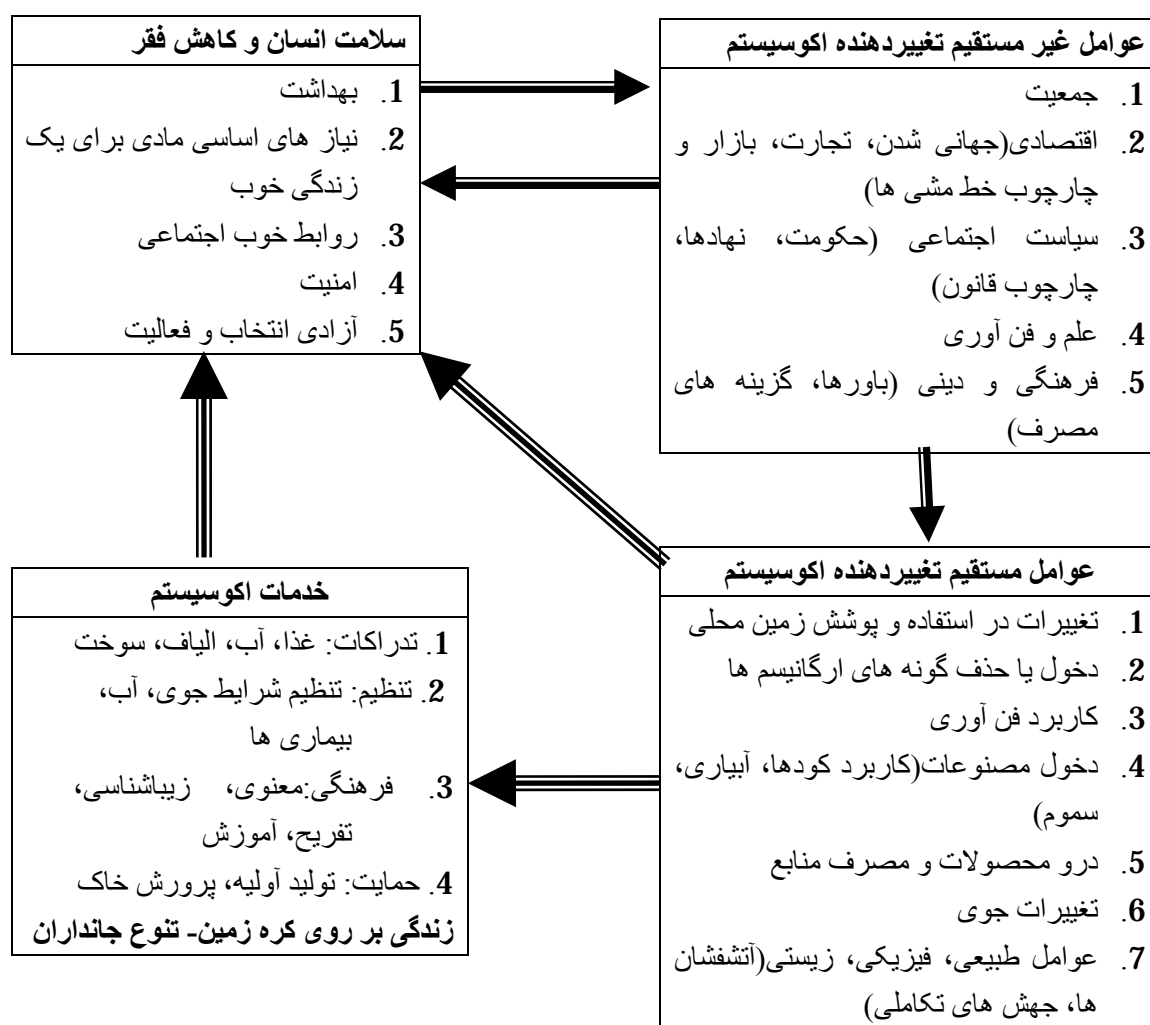 عوامل غیر مستقیم تغییردهنده اکوسیستم
1. جمعیت
2. اقتصادی(جهانی شدن، تجارت، بازار و
چارچوب خط مشی ها)
3. سیاست اجتماعی (حکومت، نهادها،
چارچوب قانون)
4. علم و فن آوری
5. فرهنگی و دینی (باورها، گزینه های
مصرف)
سلامت انسان و کاهش فقر
1. بهداشت
2. نیاز های اساسی مادی برای یک
زندگی خوب
3. روابط خوب اجتماعی
4. امنیت
5. آزادی انتخاب و فعالیت
عوامل مستقیم تغییردهنده اکوسیستم
1. تغییرات در استفاده و پوشش زمین محلی
2. دخول یا حذف گونه های ارگانیسم ها
3. کاربرد فن آوری
4. دخول مصنوعات(کاربرد کودها، آبیاری،
سموم)
5. درو محصولات و مصرف منابع
6. تغییرات جوی
7. عوامل طبیعی، فیزیکی، زیستی(آتشفشان
ها، جهش های تکاملی)
خدمات اکوسیستم
1. تدراکات: غذا، آب، الیاف، سوخت
2. تنظیم: تنظیم شرایط جوی، آب،
بیماری ها
3. فرهنگی:معنوی، زیباشناسی،
تفریح، آموزش
4. حمایت: تولید آولیه، پرورش خاک
زندگی بر روی کره زمین- تنوع جانداران